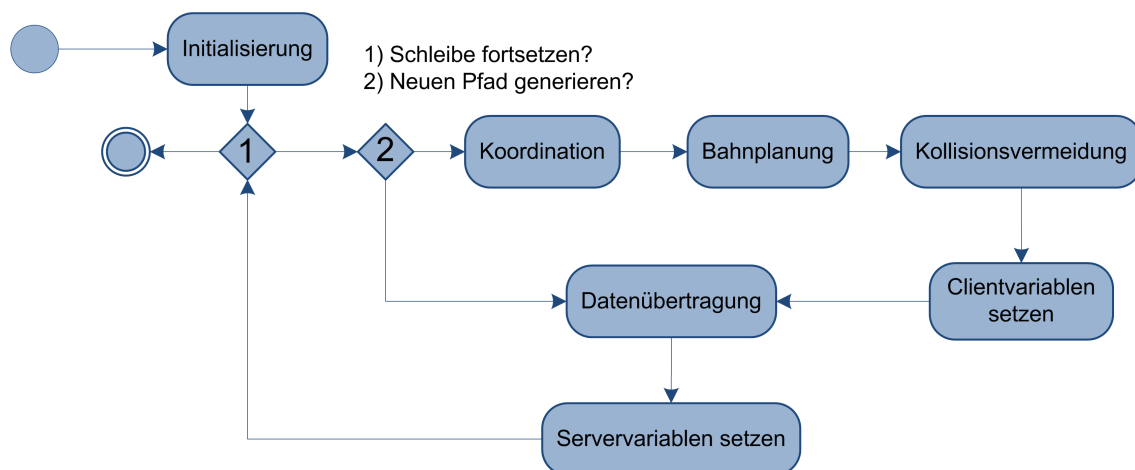 Initialisierung
1) Schleibe fortsetzen?
2) Neuen Pfad generieren?
1
2
Koordination
Bahnplanung
Kollisionsvermeidung
Datenübertragung
Clientvariablen
setzen
Servervariablen setzen